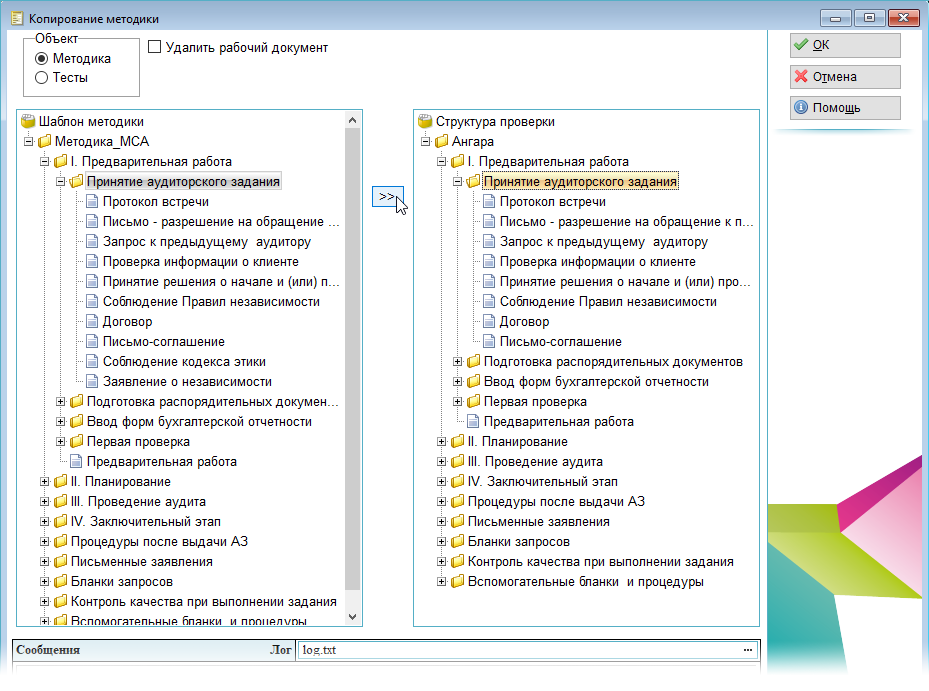 Копирование методики
Объект
Методика
Тесты
Удалить рабочий документ
ОК
Отмена
Помощь
Шаблон методики
Методика_МСА
I. Предварительная работа
Принятие аудиторского задания
Протокол встречи
Письмо - разрешение на обращение ...
Запрос к предыдущему аудитору
Проверка информации о клиенте
Принятие решения о начале и (или) п...
Соблюдение Правил независимости
Договор
Письмо-соглашение
Соблюдение кодекса этики
Заявление о независимости
Подготовка распорядительных докумен...
Ввод форм бухгалтерской отчетности
Первая проверка
Предварительная работа
II. Планирование
III. Проведение аудита
IV. Заключительный этап
Процедуры после выдачи АЗ
Письменные заявления
Бланки запросов
Контроль качества при выполнении задания
Вспомогательные бланки и процедуры
>>
Структура проверки
Ангара
I. Предварительная работа
Принятие аудиторского задания
Протокол встречи
Письмо - разрешение на обращение к п...
Запрос к предыдущему аудитору
Проверка информации о клиенте
Принятие решения о начале и (или) про...
Соблюдение Правил независимости
Договор
Письмо-соглашение
Подготовка распорядительных документов
Ввод форм бухгалтерской отчетности
Первая проверка
Предварительная работа
II. Планирование
III. Проведение аудита
IV. Заключительный этап
Процедуры после выдачи АЗ
Письменные заявления
Бланки запросов
Контроль качества при выполнении задания
Вспомогательные бланки и процедуры
Сообщения Лог log.txt ...